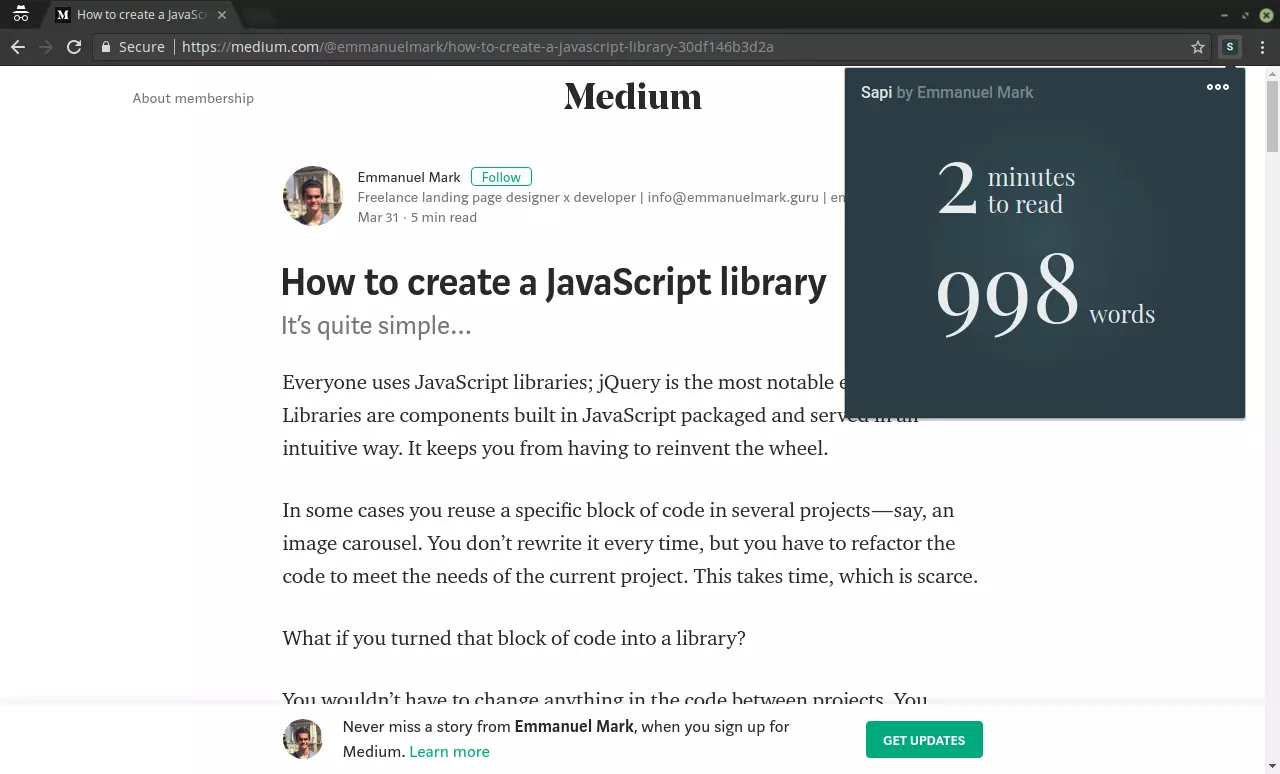 How to create a JavaSc
Secure
https://medium.com/@emmanuelmark/how-to-create-a-javascript-library-30df146b3d2a
S
About membership
Medium
Sapi by Emmanuel Mark
2 minutes
to read
998 words
Emmanuel Mark Follow
Freelance landing page designer x developer | info@emmanuelmark.guru | en
Mar 31 · 5 min read
How to create a JavaScript library
It’s quite simple…
Everyone uses JavaScript libraries; jQuery is the most notable e
Libraries are components built in JavaScript packaged and served in an
intuitive way. It keeps you from having to reinvent the wheel.
In some cases you reuse a specific block of code in several projects—say, an
image carousel. You don’t rewrite it every time, but you have to refactor the
code to meet the needs of the current project. This takes time, which is scarce.
What if you turned that block of code into a library?
You wouldn’t have to change anything in the code between projects. You
Never miss a story from Emmanuel Mark, when you sign up for
Medium. Learn more
GET UPDATES